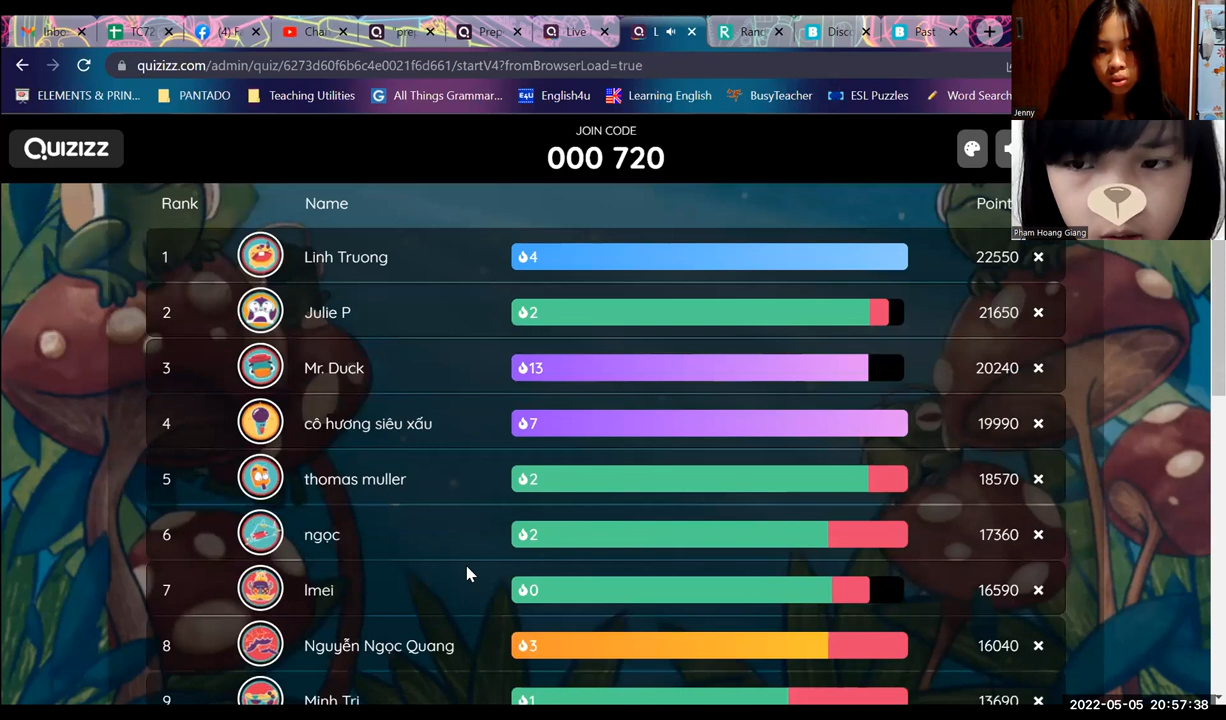 Inbo
TC72
(4) F
Cha
"pre
Prep
Live
L
Ranc
Disc
Past
quizizz.com/admin/quiz/6273d60f6b6c4e0021f6d661/startV4?fromBrowserLoad=true
ELEMENTS & PRIN...
PANTADO
Teaching Utilities
All Things Grammar...
English4u
Learning English
BusyTeacher
ESL Puzzles
Word Search
Jenny
Pham Hoang Giang
QUIZIZZ
JOIN CODE
000 720
Rank Name Point
1 Linh Truong 4 22550
2 Julie P 2 21650
3 Mr. Duck 13 20240
4 cô hương siêu xấu 7 19990
5 thomas muller 2 18570
6 ngọc 2 17360
7 lmei 0 16590
8 Nguyễn Ngọc Quang 3 16040
9 Minh Tri 1 13690
2022-05-05 20:57:38